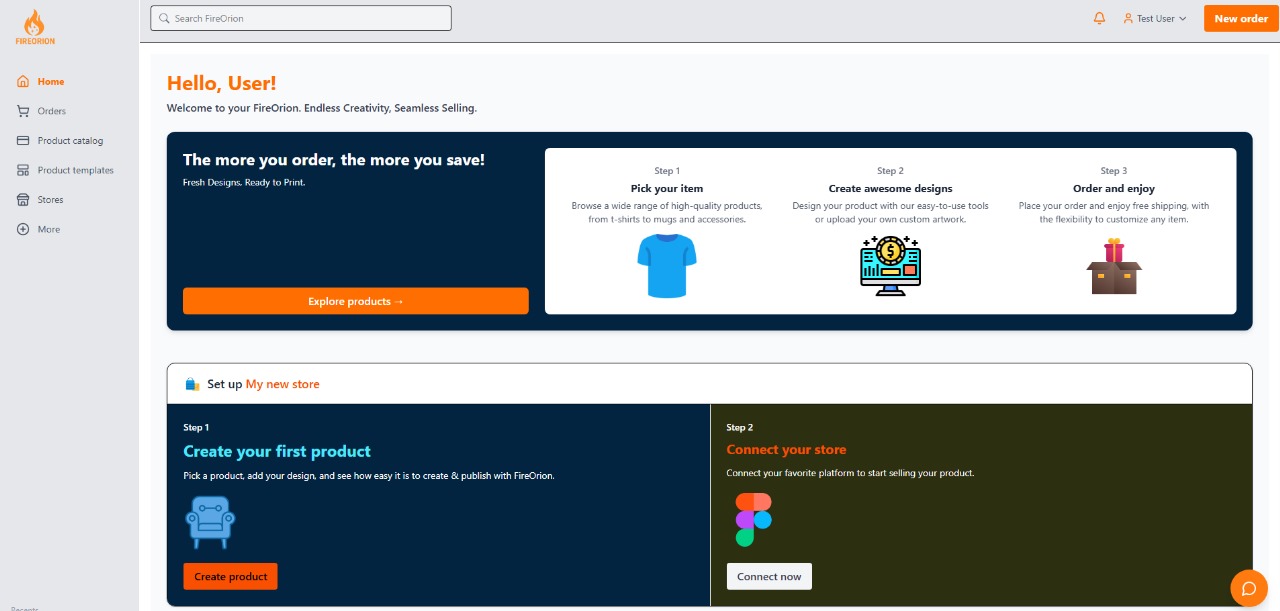 FIREORION
Search FireOrion
Test User
New order
Home
Orders
Product catalog
Product templates
Stores
More
Recents
Hello, User!
Welcome to your FireOrion. Endless Creativity, Seamless Selling.
The more you order, the more you save!
Fresh Designs, Ready to Print.
Explore products →
Step 1
Pick your item
Browse a wide range of high-quality products,
from t-shirts to mugs and accessories.
Step 2
Create awesome designs
Design your product with our easy-to-use tools
or upload your own custom artwork.
Step 3
Order and enjoy
Place your order and enjoy free shipping, with
the flexibility to customize any item.
Set up My new store
Step 1
Create your first product
Pick a product, add your design, and see how easy it is to create & publish with FireOrion.
Create product
Step 2
Connect your store
Connect your favorite platform to start selling your product.
Connect now